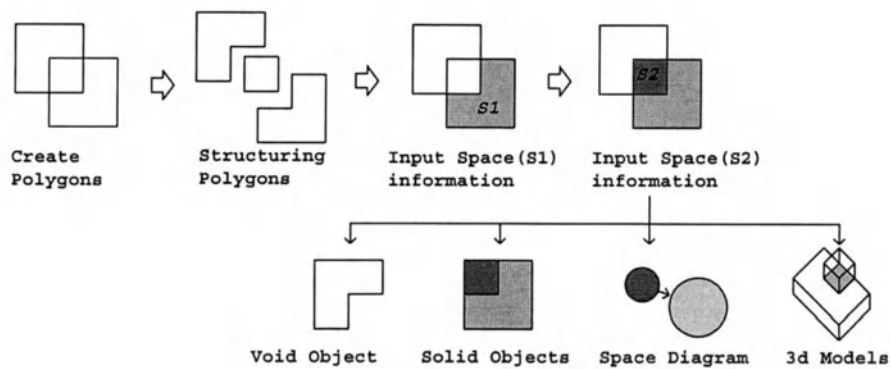 S1
S2
Create
Polygons
Structuring
Polygons
Input Space(S1)
information
Input Space(S2)
information
Void Object
Solid Objects
Space Diagram
3d Models